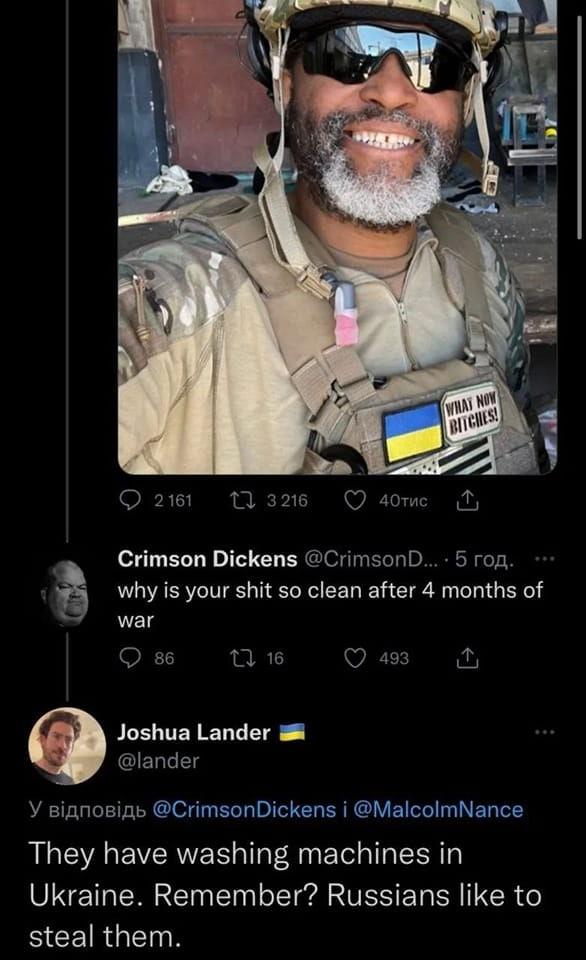 WHAT NOW
BITCHES!
2 161 3 216 40тис
Crimson Dickens @CrimsonD... · 5 год.
why is your shit so clean after 4 months of
war
86 16 493
Joshua Lander
@lander
У відповідь @CrimsonDickens і @MalcolmNance
They have washing machines in
Ukraine. Remember? Russians like to
steal them.